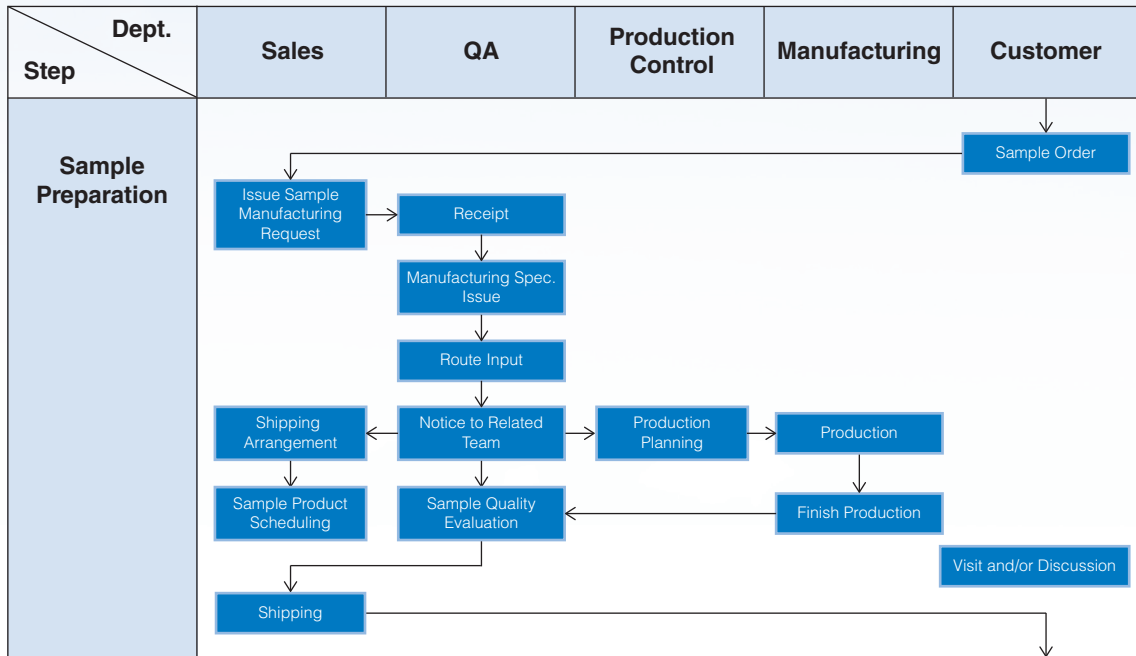 Dept.
Step
Sales
QA
Production
Control
Manufacturing
Customer
Sample
Preparation
Sample Order
Issue Sample
Manufacturing
Request
Receipt
Manufacturing Spec.
Issue
Route Input
Shipping
Arrangement
Notice to Related
Team
Production
Planning
Production
Sample Product
Scheduling
Sample Quality
Evaluation
Finish Production
Visit and/or Discussion
Shipping